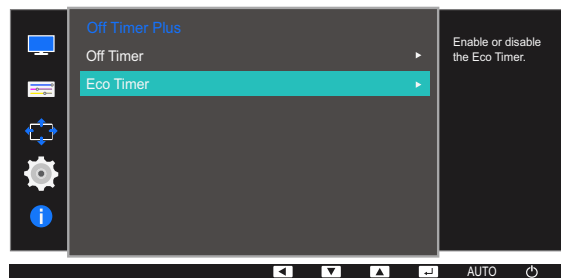 Off Timer Plus
Off Timer
Eco Timer
Enable or disable
the Eco Timer.
AUTO